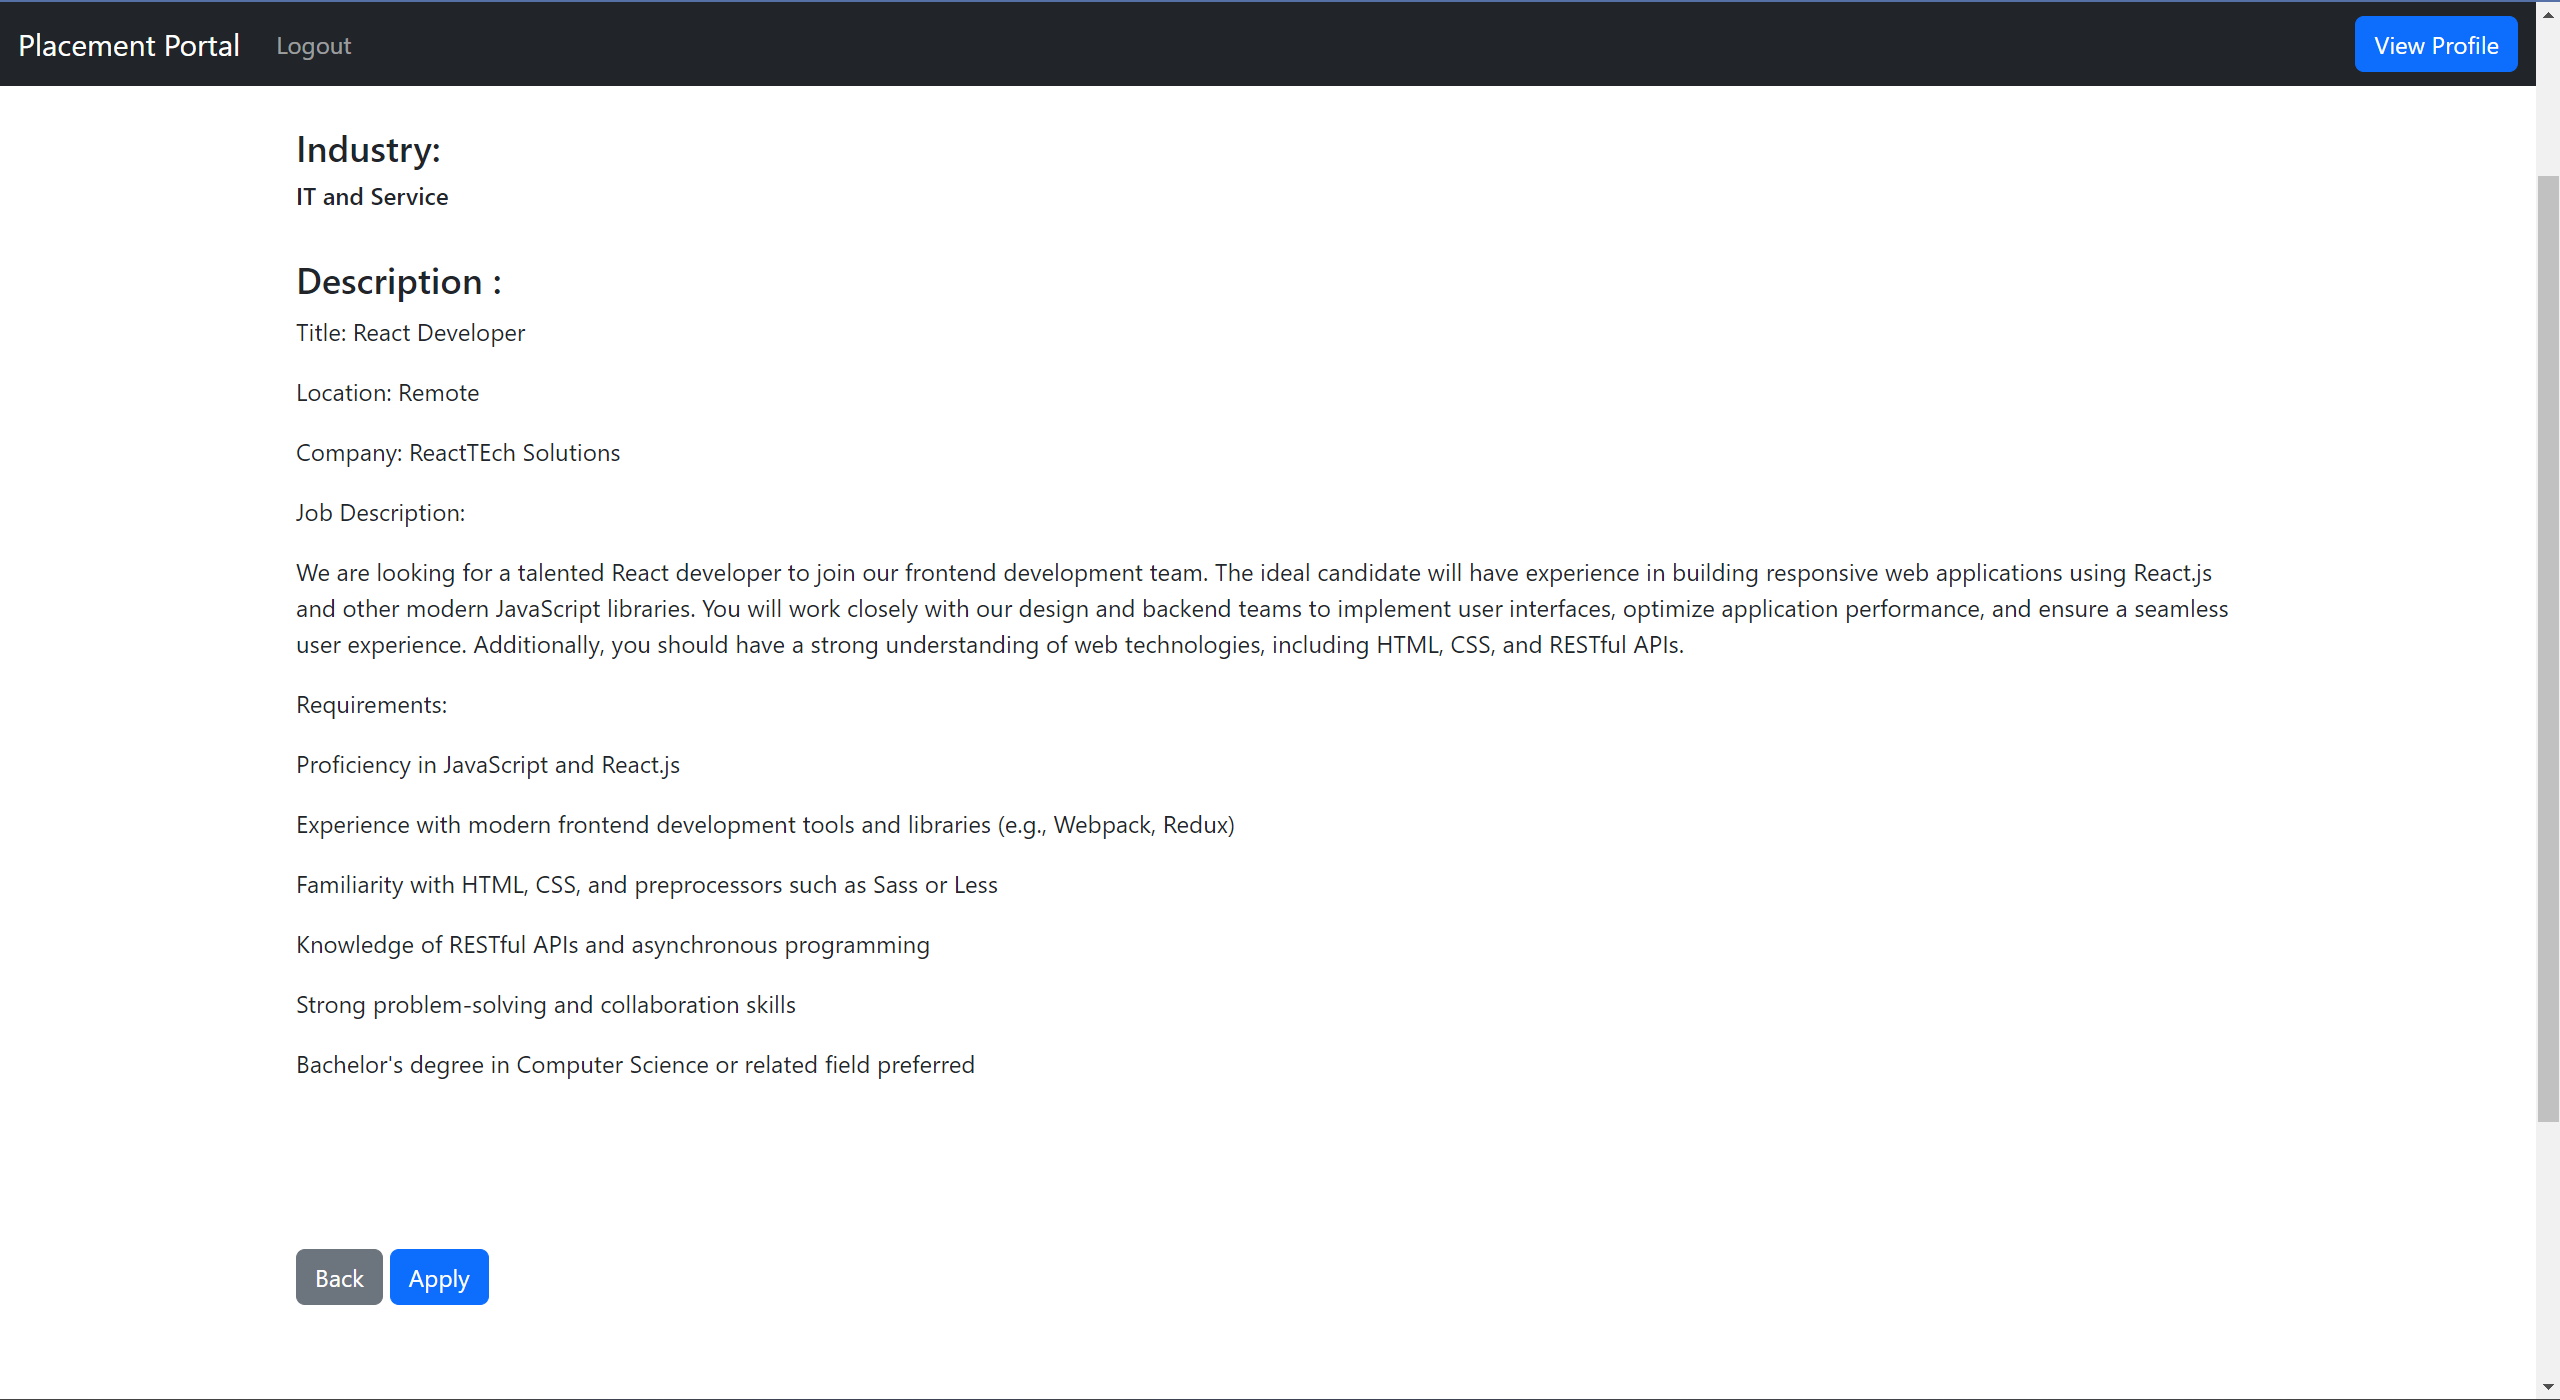 Placement Portal Logout View Profile
Industry:
IT and Service
Description :
Title: React Developer
Location: Remote
Company: ReactTEch Solutions
Job Description:
We are looking for a talented React developer to join our frontend development team. The ideal candidate will have experience in building responsive web applications using React.js
and other modern JavaScript libraries. You will work closely with our design and backend teams to implement user interfaces, optimize application performance, and ensure a seamless
user experience. Additionally, you should have a strong understanding of web technologies, including HTML, CSS, and RESTful APIs.
Requirements:
Proficiency in JavaScript and React.js
Experience with modern frontend development tools and libraries (e.g., Webpack, Redux)
Familiarity with HTML, CSS, and preprocessors such as Sass or Less
Knowledge of RESTful APIs and asynchronous programming
Strong problem-solving and collaboration skills
Bachelor's degree in Computer Science or related field preferred
Back Apply